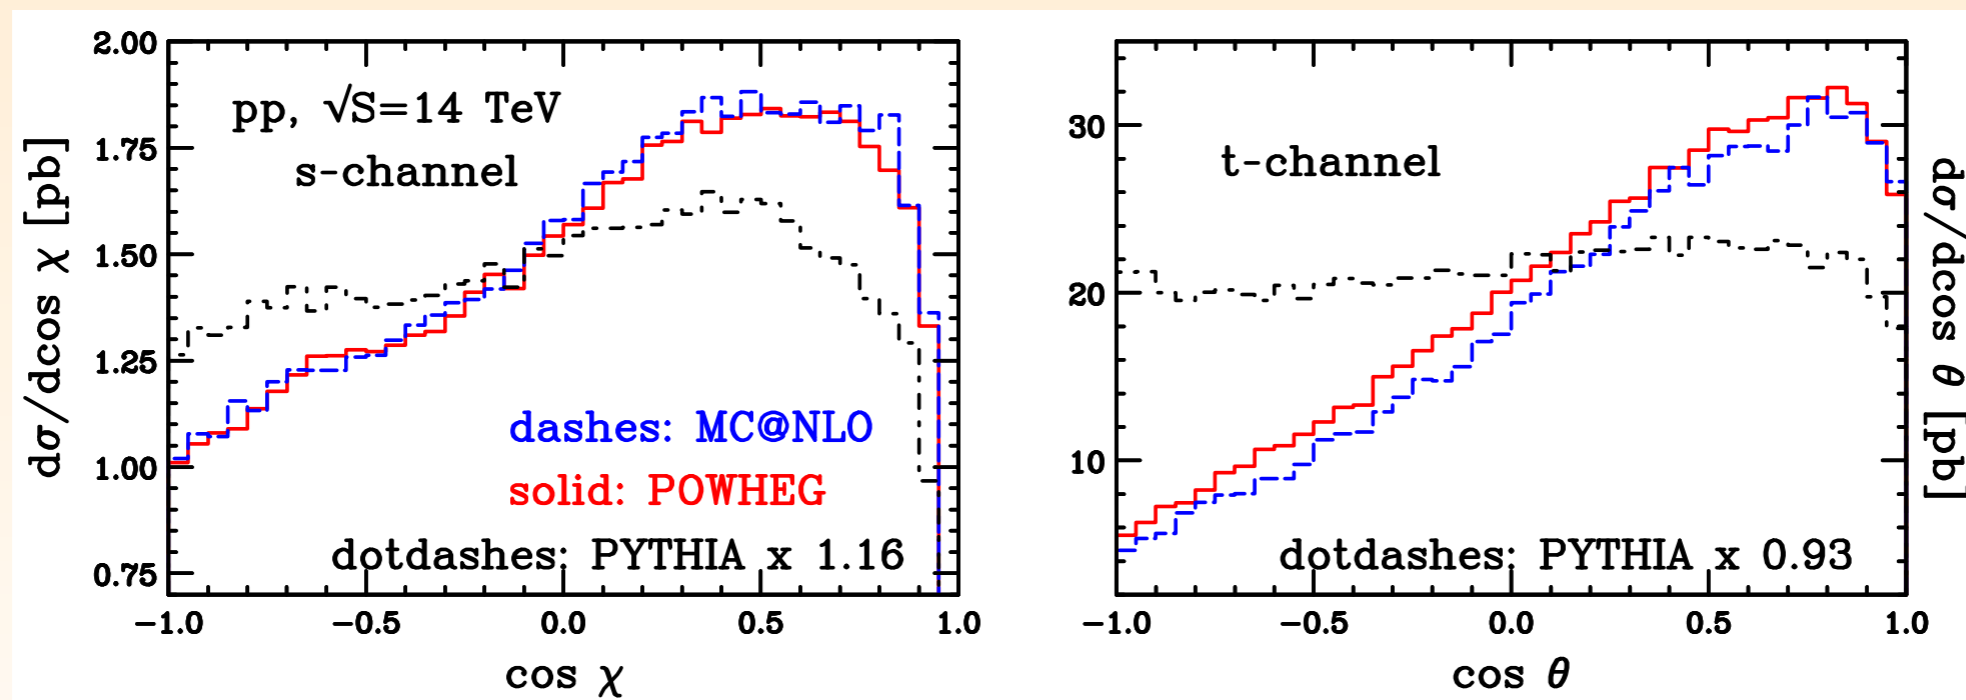 2.00
1.75
1.50
1.25
1.00
0.75
dσ/dcos χ [pb]
pp, √S=14 TeV
s-channel
dashes: MC@NLO
solid: POWHEG
dotdashes: PYTHIA x 1.16
-1.0 -0.5 0.0 0.5 1.0
cos χ
30
20
10
t-channel
dotdashes: PYTHIA x 0.93
-1.0 -0.5 0.0 0.5 1.0
cos θ
dσ/dcos θ [pb]